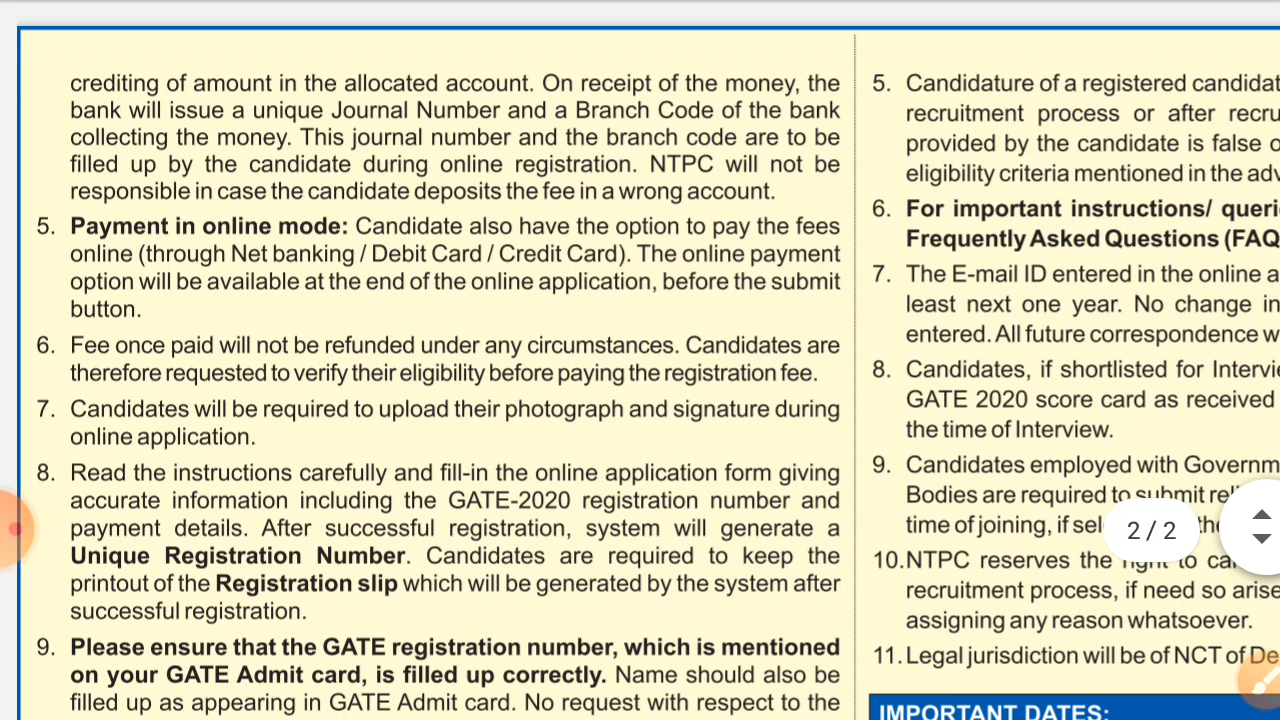 crediting of amount in the allocated account. On receipt of the money, the
bank will issue a unique Journal Number and a Branch Code of the bank
collecting the money. This journal number and the branch code are to be
filled up by the candidate during online registration. NTPC will not be
responsible in case the candidate deposits the fee in a wrong account.
5. Payment in online mode: Candidate also have the option to pay the fees
online (through Net banking / Debit Card / Credit Card). The online payment
option will be available at the end of the online application, before the submit
button.
6. Fee once paid will not be refunded under any circumstances. Candidates are
therefore requested to verify their eligibility before paying the registration fee.
7. Candidates will be required to upload their photograph and signature during
online application.
8. Read the instructions carefully and fill-in the online application form giving
accurate information including the GATE-2020 registration number and
payment details. After successful registration, system will generate a
Unique Registration Number. Candidates are required to keep the
printout of the Registration slip which will be generated by the system after
successful registration.
9. Please ensure that the GATE registration number, which is mentioned
on your GATE Admit card, is filled up correctly. Name should also be
filled up as appearing in GATE Admit card. No request with respect to the
5. Candidature of a registered
recruitment process or after
provided by the candidate is false
eligibility criteria mentioned in the
6. For important instructions/
Frequently Asked Questions (FAQ
7. The E-mail ID entered in the online
least next one year. No change in
entered. All future correspondence
8. Candidates, if shortlisted for
GATE 2020 score card as received
the time of Interview.
9. Candidates employed with
Bodies are required to submit
time of joining, if
2 / 2
10. NTPC reserves the right to
recruitment process, if need so
assigning any reason whatsoever.
11. Legal jurisdiction will be of NCT of
IMPORTANT DATES: